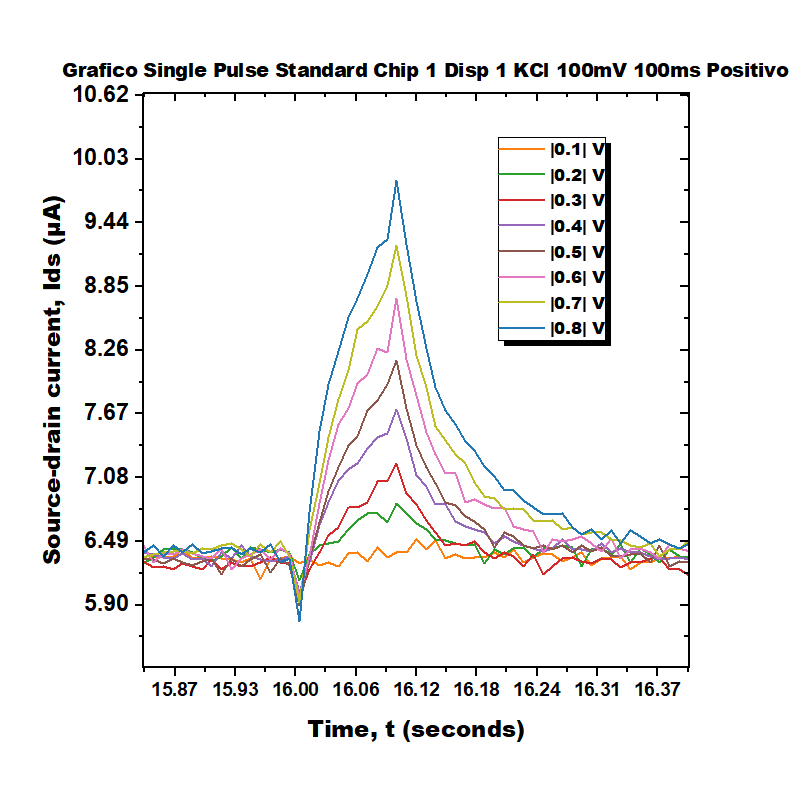 Grafico Single Pulse Standard Chip 1 Disp 1 KCl 100mV 100ms Positivo
10.62
10.03
9.44
8.85
8.26
7.67
7.08
6.49
5.90
Source-drain current, Ids (μA)
|0.1| V
|0.2| V
|0.3| V
|0.4| V
|0.5| V
|0.6| V
|0.7| V
|0.8| V
15.87 15.93 16.00 16.06 16.12 16.18 16.24 16.31 16.37
Time, t (seconds)